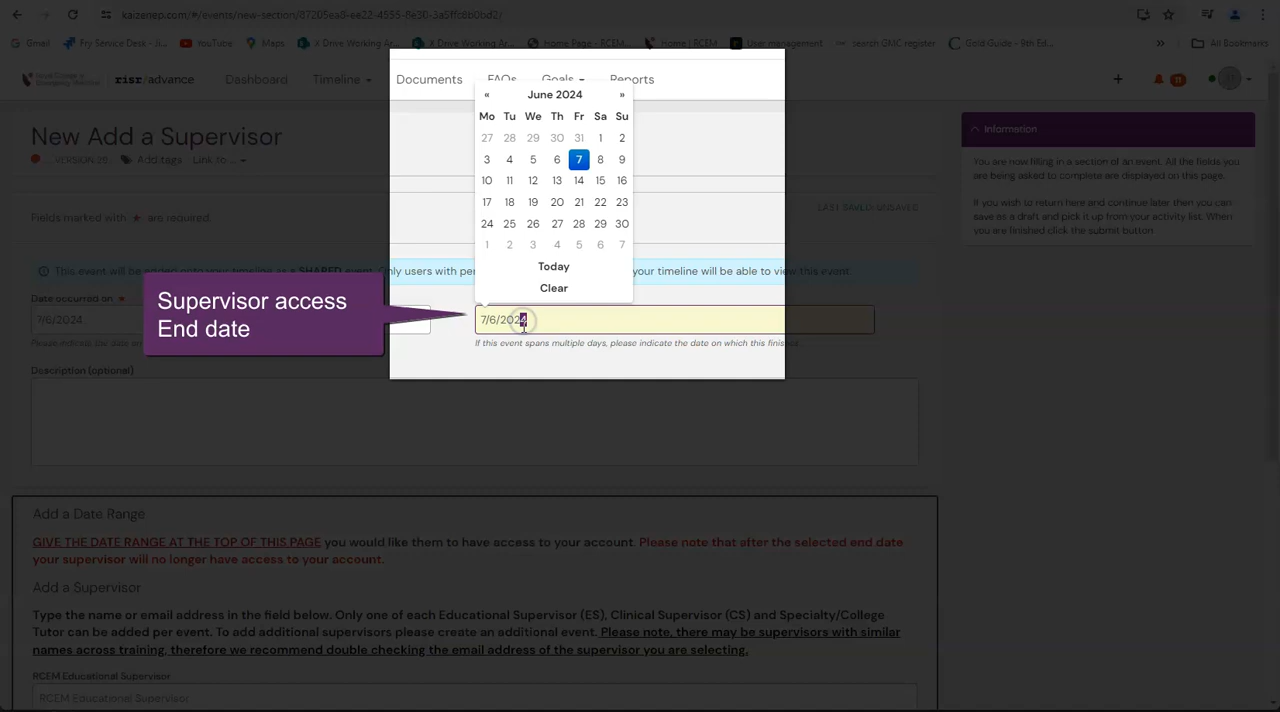 kaizenep.com/#/events/new-section/87205ea8-ee22-4555-8e30-3a5ffc8b0bd2/
Gmail
Fry Service Desk - Ji...
YouTube
Maps
X Drive Working Ar...
X Drive Working Ar...
Home Page - RCEM...
Home | RCEM
User management
search GMC register
Gold Guide - 9th Ed...
»
All Bookmarks
risr/advance
Dashboard
Timeline
Documents
FAQs
Goals
Reports
New Add a Supervisor
Add tags
Link to ...
Fields marked with ★ are required.
LAST SAVED: UNSAVED
« June 2024 »
Mo Tu We Th Fr Sa Su
27 28 29 30 31 1 2
3 4 5 6 7 8 9
10 11 12 13 14 15 16
17 18 19 20 21 22 23
24 25 26 27 28 29 30
1 2 3 4 5 6 7
Today
Clear
This event will be added onto your timeline as a SHARED event. Only users with per
your timeline will be able to view this event.
Date occurred on ★
7/6/2024
Supervisor access
End date
7/6/2024
If this event spans multiple days, please indicate the date on which this finishes.
Description (optional)
Information
You are now filling in a section of an event. All the fields you
are being asked to complete are displayed on this page.
If you wish to return here and continue later then you can
save as a draft and pick it up from your activity list. When
you are finished click the submit button
Add a Date Range
GIVE THE DATE RANGE AT THE TOP OF THIS PAGE you would like them to have access to your account. Please note that after the selected end date
your supervisor will no longer have access to your account.
Add a Supervisor
Type the name or email address in the field below. Only one of each Educational Supervisor (ES), Clinical Supervisor (CS) and Specialty/College
Tutor can be added per event. To add additional supervisors please create an additional event. Please note, there may be supervisors with similar
names across training, therefore we recommend double checking the email address of the supervisor you are selecting.
RCEM Educational Supervisor
RCEM Educational Supervisor